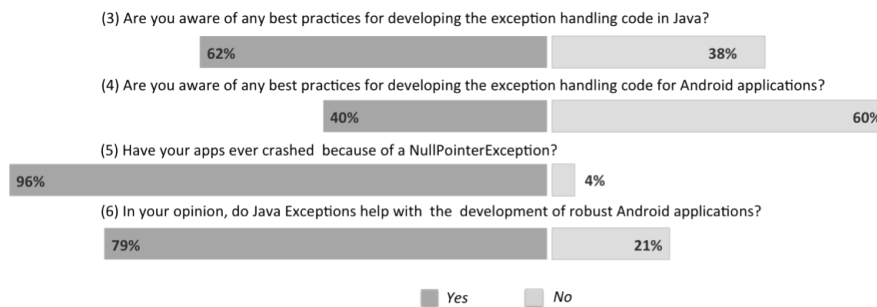 (3) Are you aware of any best practices for developing the exception handling code in Java?
62% 38%
(4) Are you aware of any best practices for developing the exception handling code for Android applications?
40% 60%
(5) Have your apps ever crashed because of a NullPointerException?
96% 4%
(6) In your opinion, do Java Exceptions help with the development of robust Android applications?
79% 21%
Yes No